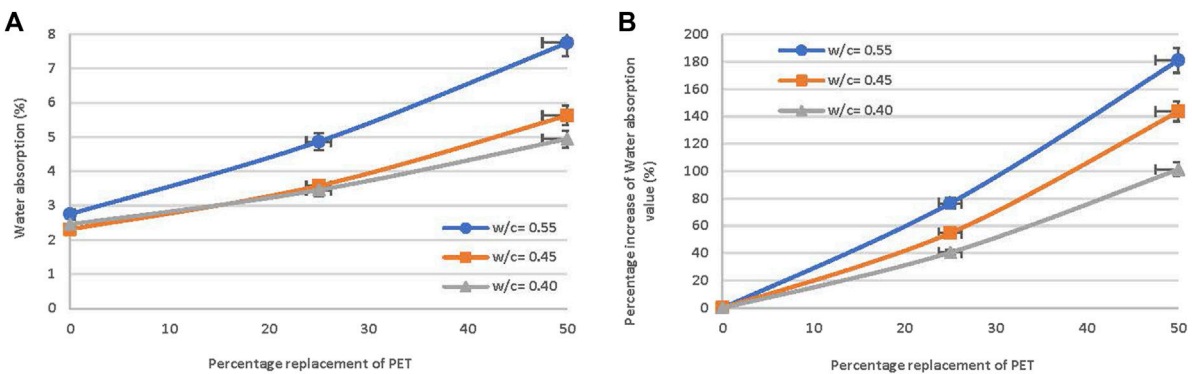 A
8
7
6
5
4
3
2
1
0
Water absorption (%)
w/c= 0.55
w/c= 0.45
w/c= 0.40
0 10 20 30 40 50
Percentage replacement of PET
B
200
180
160
140
120
100
80
60
40
20
0
Percentage increase of Water absorption
value (%)
w/c= 0.55
w/c= 0.45
w/c= 0.40
0 10 20 30 40 50
Percentage replacement of PET